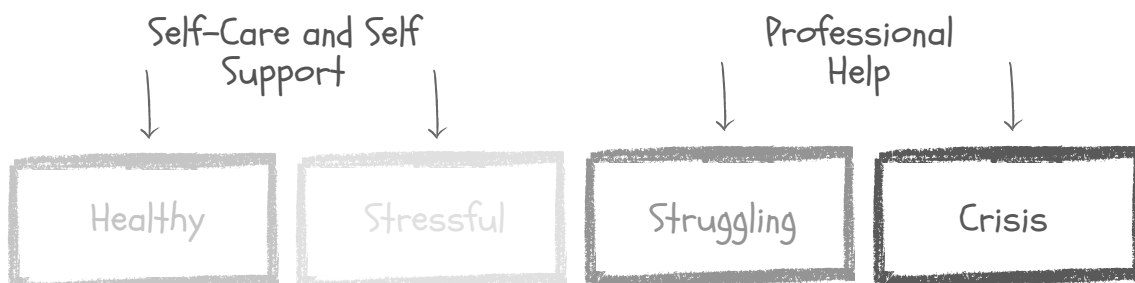 Self-Care and Self
Support
Professional
Help
Healthy
Stressful
Struggling
Crisis